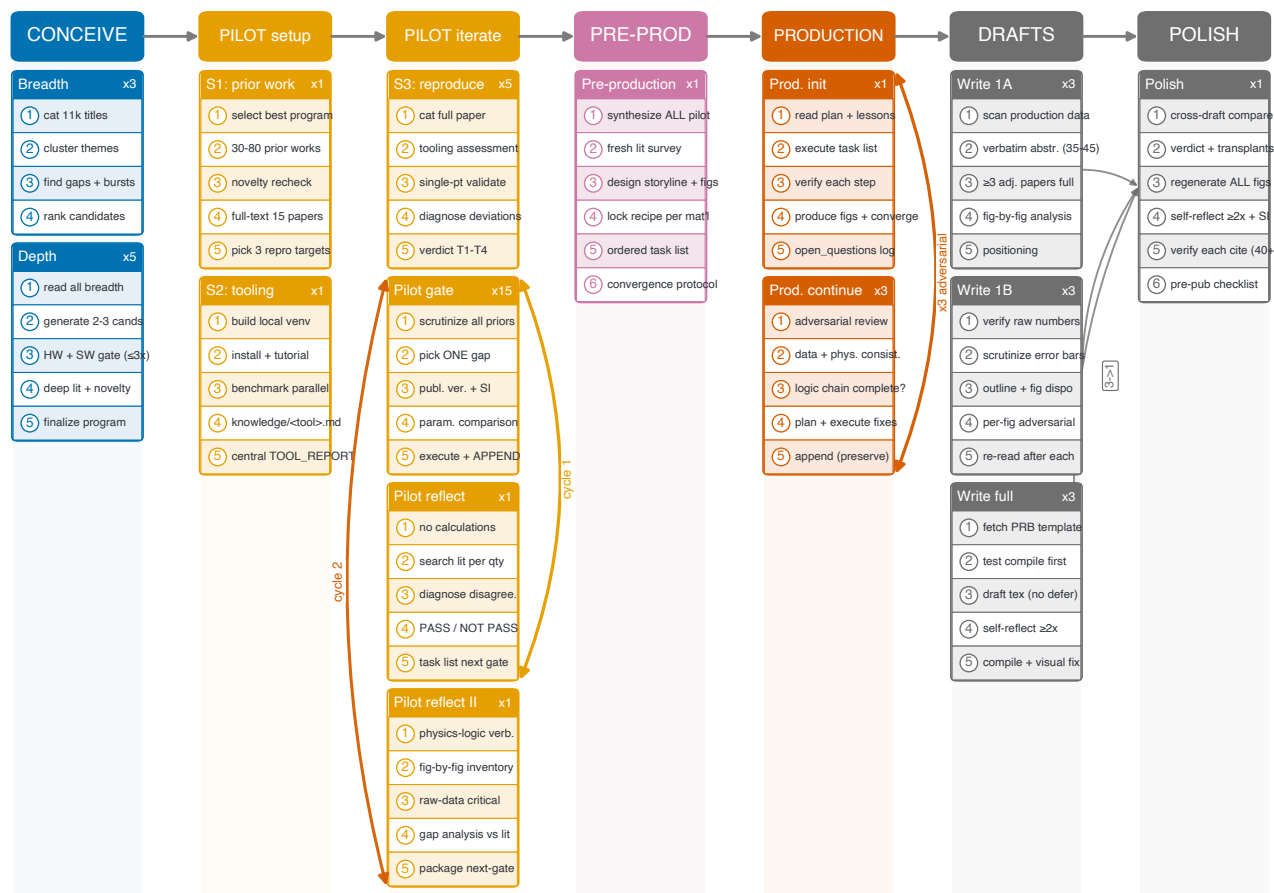 CONCEIVE
PILOT setup
PILOT iterate
PRE-PROD
PRODUCTION
DRAFTS
POLISH
Breadth x3
1 cat 11k titles
2 cluster themes
3 find gaps + bursts
4 rank candidates
Depth x5
1 read all breadth
2 generate 2-3 cands
3 HW + SW gate (≤3x)
4 deep lit + novelty
5 finalize program
S1: prior work x1
1 select best program
2 30-80 prior works
3 novelty recheck
4 full-text 15 papers
5 pick 3 repro targets
S2: tooling x1
1 build local venv
2 install + tutorial
3 benchmark parallel
4 knowledge/<tool>.md
5 central TOOL_REPORT
cycle 2
S3: reproduce x5
1 cat full paper
2 tooling assessment
3 single-pt validate
4 diagnose deviations
5 verdict T1-T4
Pilot gate x15
1 scrutinize all priors
2 pick ONE gap
3 publ. ver. + SI
4 param. comparison
5 execute + APPEND
Pilot reflect x1
1 no calculations
2 search lit per qty
3 diagnose disagree.
4 PASS / NOT PASS
5 task list next gate
Pilot reflect II x1
1 physics-logic verb.
2 fig-by-fig inventory
3 raw-data critical
4 gap analysis vs lit
5 package next-gate
cycle 1
Pre-production x1
1 synthesize ALL pilot
2 fresh lit survey
3 design storyline + figs
4 lock recipe per mat'l
5 ordered task list
6 convergence protocol
Prod. init x1
1 read plan + lessons
2 execute task list
3 verify each step
4 produce figs + converge
5 open_questions log
Prod. continue x3
1 adversarial review
2 data + phys. consist.
3 logic chain complete?
4 plan + execute fixes
5 append (preserve)
x3 adversarial
Write 1A x3
1 scan production data
2 verbatim abstr. (35-45)
3 ≥3 adj. papers full
4 fig-by-fig analysis
5 positioning
Write 1B x3
1 verify raw numbers
2 scrutinize error bars
3 outline + fig dispo
4 per-fig adversarial
5 re-read after each
Write full x3
1 fetch PRB template
2 test compile first
3 draft tex (no defer)
4 self-reflect ≥2x
5 compile + visual fix
3->1
Polish x1
1 cross-draft compare
2 verdict + transplants
3 regenerate ALL figs
4 self-reflect ≥2x + SI
5 verify each cite (40+
6 pre-pub checklist